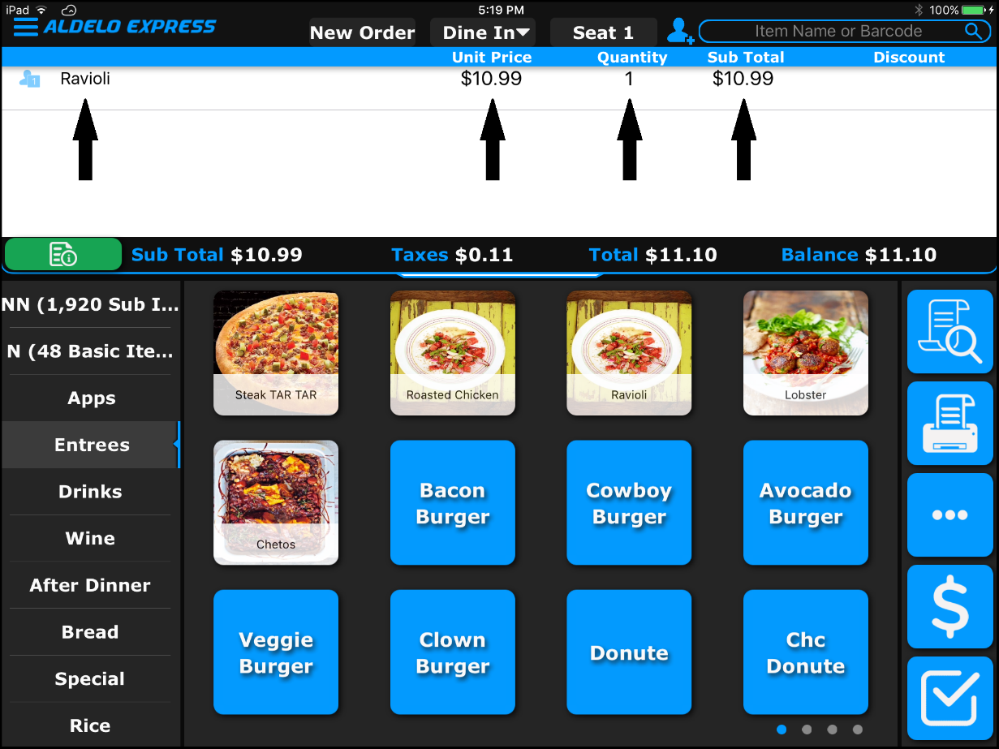 iPad 5:19 PM 100%
ALDELO EXPRESS New Order Dine In Seat 1 Item Name or Barcode
Unit Price Quantity Sub Total Discount
1 Ravioli $10.99 1 $10.99
Sub Total $10.99 Taxes $0.11 Total $11.10 Balance $11.10
NN (1,920 Sub I...
N (48 Basic Ite...
Apps
Entrees
Drinks
Wine
After Dinner
Bread
Special
Rice
Steak TAR TAR
Roasted Chicken
Ravioli
Lobster
Chetos
Bacon
Burger
Cowboy
Burger
Avocado
Burger
Veggie
Burger
Clown
Burger
Donute
Chc
Donute
$